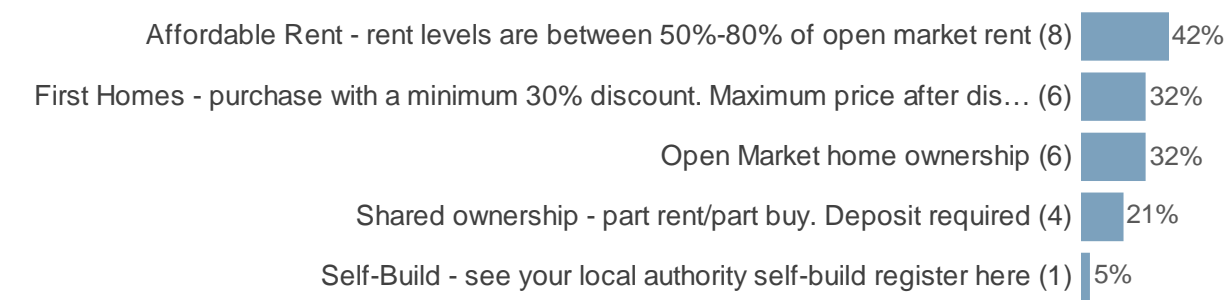 Affordable Rent - rent levels are between 50%-80% of open market rent (8) 42%
First Homes - purchase with a minimum 30% discount. Maximum price after dis… (6) 32%
Open Market home ownership (6) 32%
Shared ownership - part rent/part buy. Deposit required (4) 21%
Self-Build - see your local authority self-build register here (1) 5%